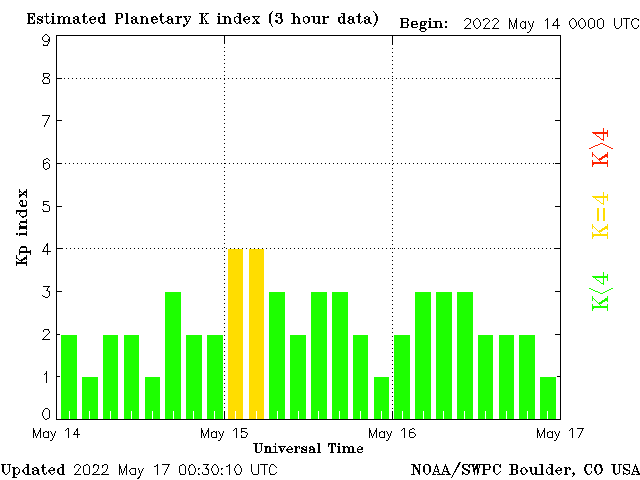 Estimated Planetary K index (3 hour data) Begin: 2022 May 14 0000 UTC
9
8
7
6
5
4
3
2
1
0
Kp index
May 14 May 15 May 16 May 17
Universal Time
K>4
K=4
K<4
Updated 2022 May 17 00:30:10 UTC NOAA/SWPC Boulder, CO USA